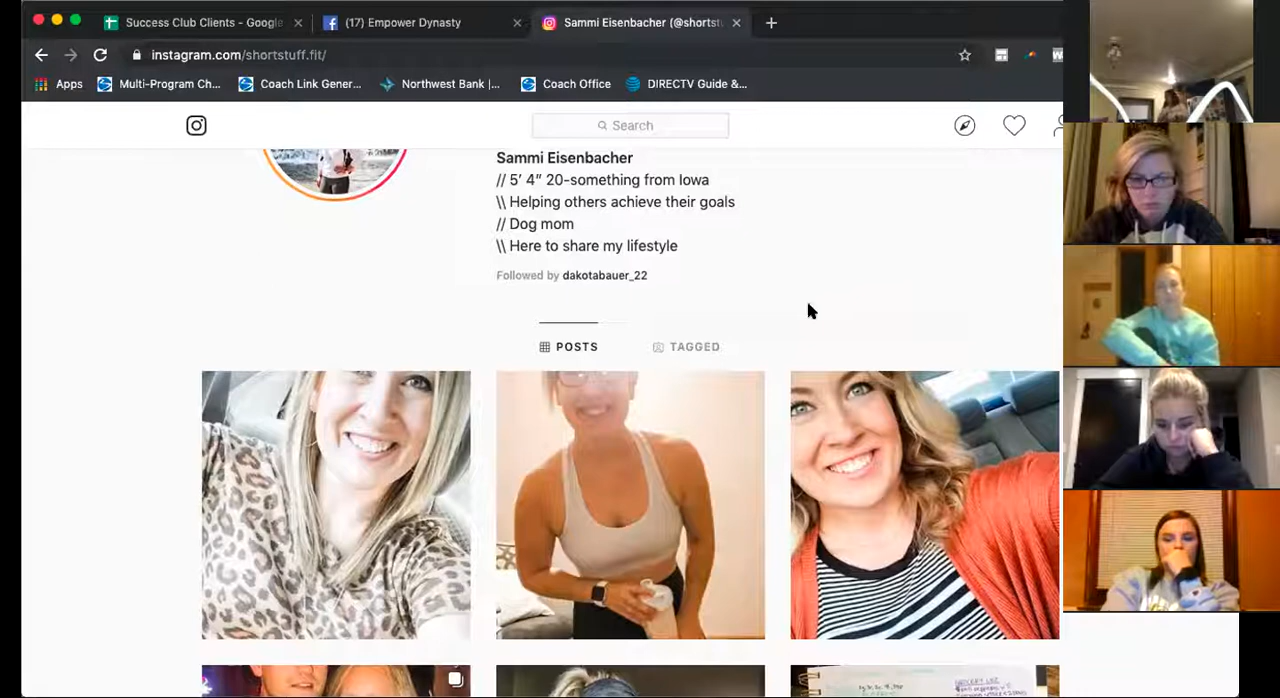 Success Club Clients - Google
(17) Empower Dynasty
Sammi Eisenbacher (@shortst
instagram.com/shortstuff.fit/
Apps
Multi-Program Ch...
Coach Link Gener...
Northwest Bank |...
Coach Office
DIRECTV Guide &...
Search
Sammi Eisenbacher
// 5’ 4” 20-something from Iowa
\\ Helping others achieve their goals
// Dog mom
\\ Here to share my lifestyle
Followed by dakotabauer_22
POSTS
TAGGED